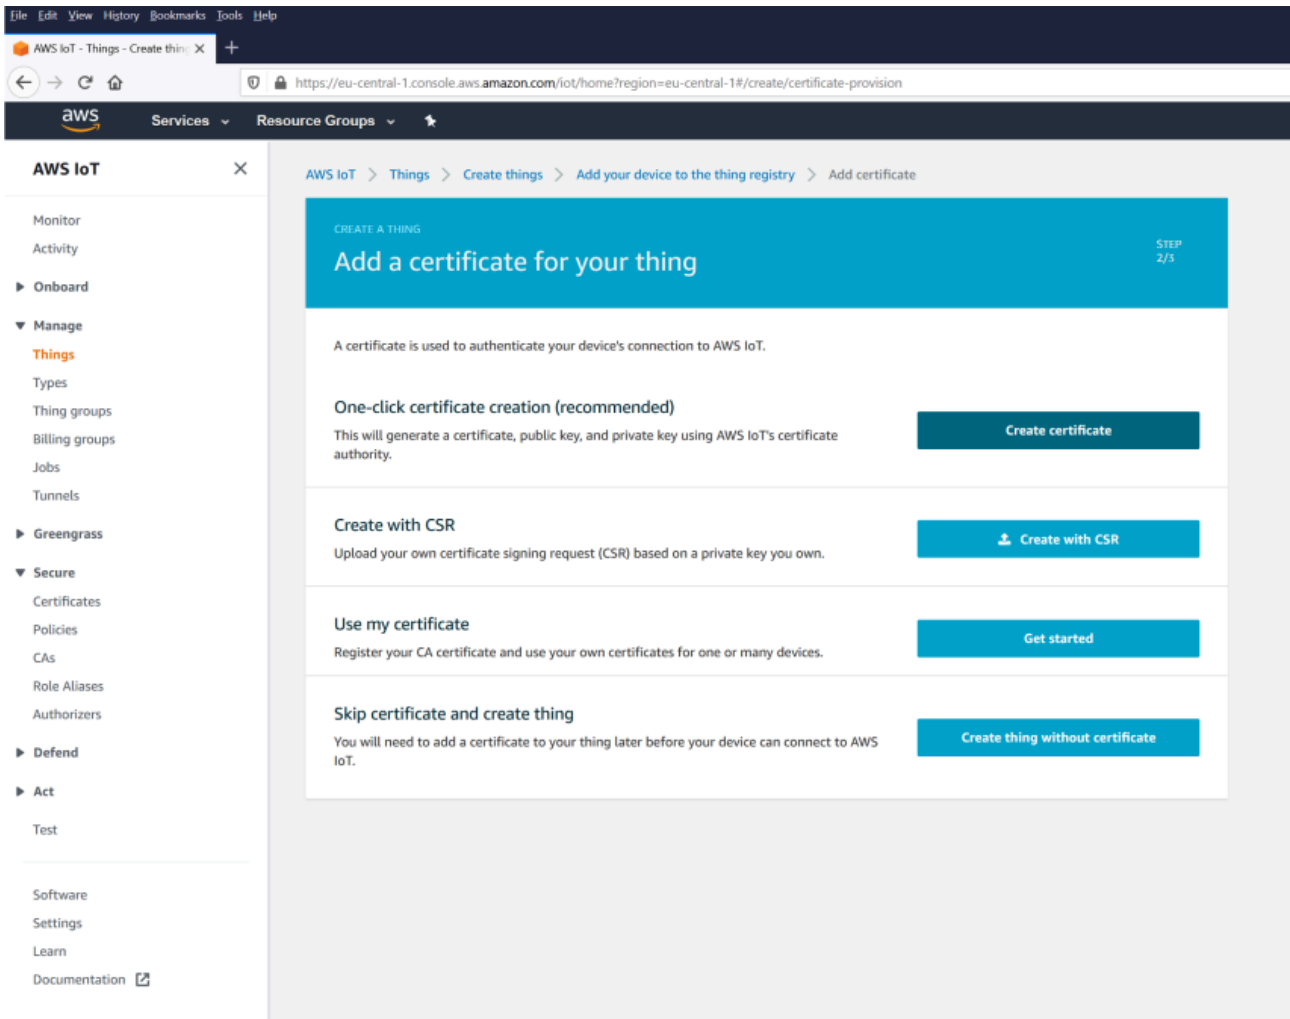 File Edit View History Bookmarks Tools Help
AWS IoT - Things - Create thing
https://eu-central-1.console.aws.amazon.com/iot/home?region=eu-central-1#/create/certificate-provision
aws Services Resource Groups
AWS IoT
Monitor
Activity
Onboard
Manage
Things
Types
Thing groups
Billing groups
Jobs
Tunnels
Greengrass
Secure
Certificates
Policies
CAs
Role Aliases
Authorizers
Defend
Act
Test
Software
Settings
Learn
Documentation
AWS IoT > Things > Create things > Add your device to the thing registry > Add certificate
CREATE A THING
Add a certificate for your thing
STEP
2/3
A certificate is used to authenticate your device's connection to AWS IoT.
One-click certificate creation (recommended)
This will generate a certificate, public key, and private key using AWS IoT's certificate
authority.
Create certificate
Create with CSR
Upload your own certificate signing request (CSR) based on a private key you own.
Create with CSR
Use my certificate
Register your CA certificate and use your own certificates for one or many devices.
Get started
Skip certificate and create thing
You will need to add a certificate to your thing later before your device can connect to AWS
IoT.
Create thing without certificate